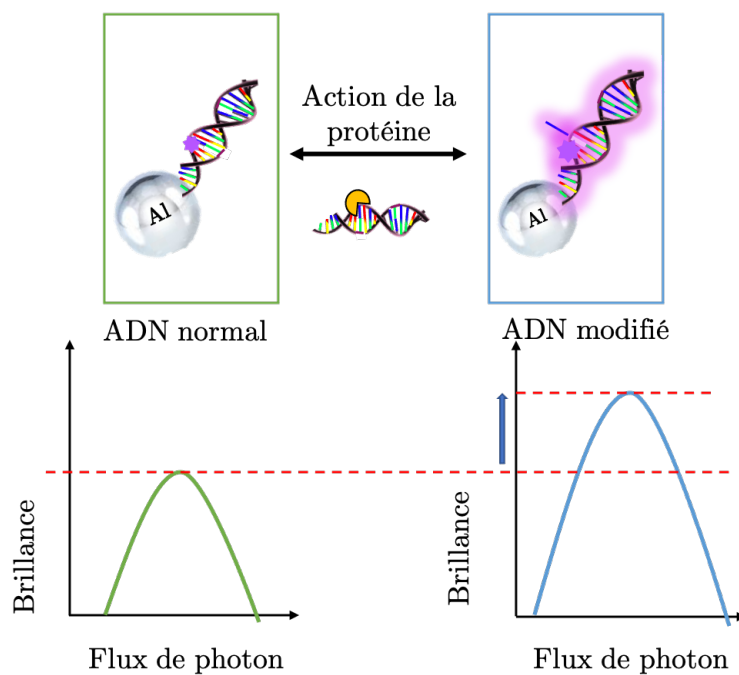 Action de la
protéine
Al
Al
ADN normal
ADN modifié
Brillance
Brillance
Flux de photon
Flux de photon